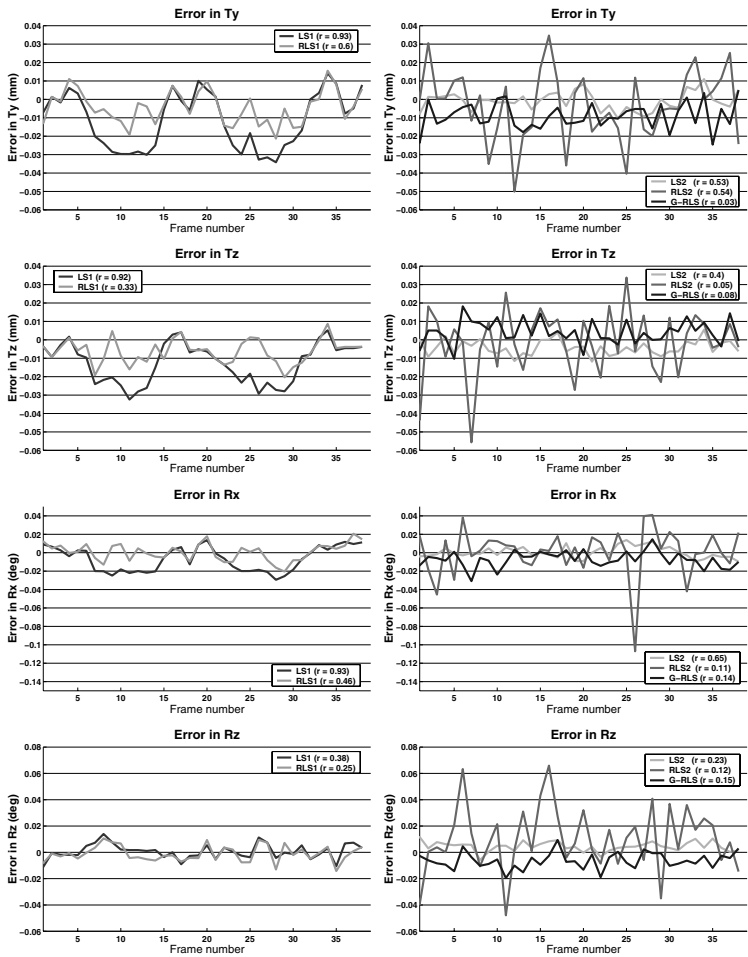 Error in Ty
0.04
0.03
0.02
0.01
0
−0.01
−0.02
−0.03
−0.04
−0.05
−0.06
Error in Ty (mm)
LS1 (r = 0.93)
RLS1 (r = 0.6)
5 10 15 20 25 30 35
Frame number
Error in Ty
0.04
0.03
0.02
0.01
0
−0.01
−0.02
−0.03
−0.04
−0.05
−0.06
Error in Ty (mm)
LS2 (r = 0.53)
RLS2 (r = 0.54)
G−RLS (r = 0.03)
5 10 15 20 25 30 35
Frame number
Error in Tz
0.04
0.03
0.02
0.01
0
−0.01
−0.02
−0.03
−0.04
−0.05
−0.06
Error in Tz (mm)
LS1 (r = 0.92)
RLS1 (r = 0.33)
5 10 15 20 25 30 35
Frame number
Error in Tz
0.04
0.03
0.02
0.01
0
−0.01
−0.02
−0.03
−0.04
−0.05
−0.06
Error in Tz (mm)
LS2 (r = 0.4)
RLS2 (r = 0.05)
G−RLS (r = 0.08)
5 10 15 20 25 30 35
Frame number
Error in Rx
0.04
0.02
0
−0.02
−0.04
−0.06
−0.08
−0.1
−0.12
−0.14
Error in Rx (deg)
LS1 (r = 0.93)
RLS1 (r = 0.46)
5 10 15 20 25 30 35
Frame number
Error in Rx
0.04
0.02
0
−0.02
−0.04
−0.06
−0.08
−0.1
−0.12
−0.14
Error in Rx (deg)
LS2 (r = 0.65)
RLS2 (r = 0.11)
G−RLS (r = 0.14)
5 10 15 20 25 30 35
Frame number
Error in Rz
0.08
0.06
0.04
0.02
0
−0.02
−0.04
−0.06
Error in Rz (deg)
LS1 (r = 0.38)
RLS1 (r = 0.25)
5 10 15 20 25 30 35
Frame number
Error in Rz
0.08
0.06
0.04
0.02
0
−0.02
−0.04
−0.06
Error in Rz (deg)
LS2 (r = 0.23)
RLS2 (r = 0.12)
G−RLS (r = 0.15)
5 10 15 20 25 30 35
Frame number